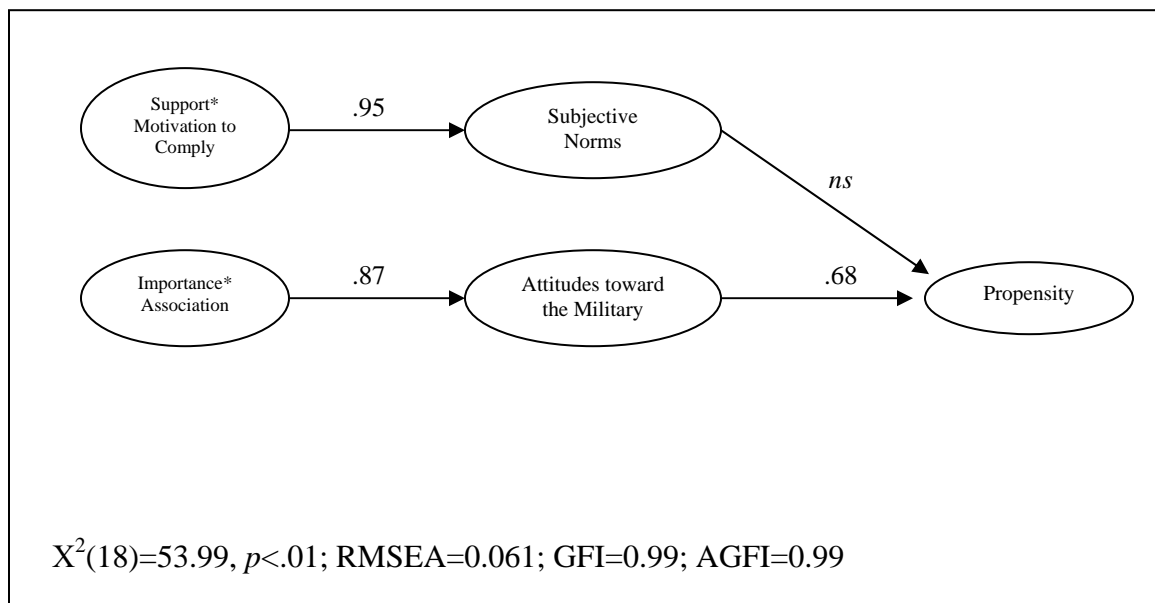 Support*
Motivation to
Comply
.95
Subjective
Norms
ns
Importance*
Association
.87
Attitudes toward
the Military
.68
Propensity
X²(18)=53.99, p<.01; RMSEA=0.061; GFI=0.99; AGFI=0.99